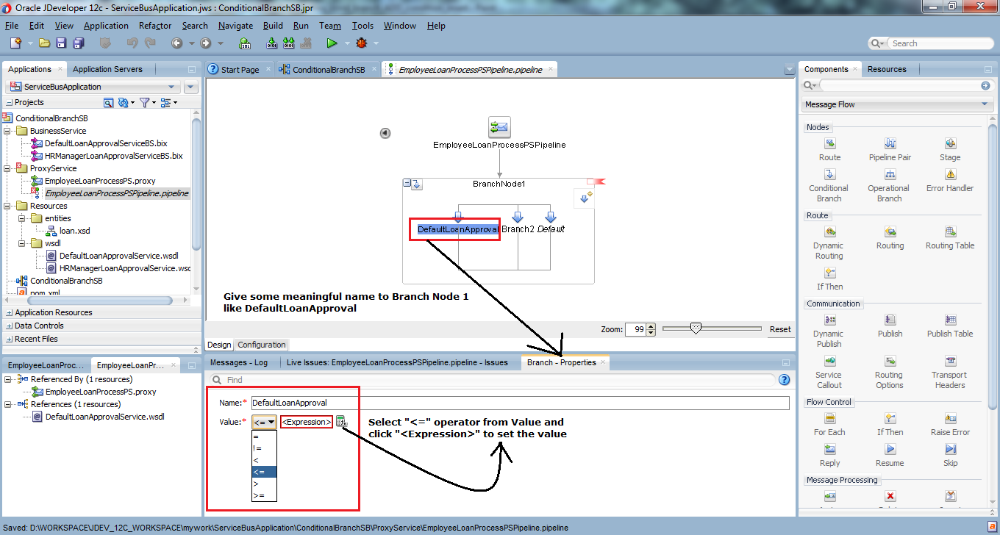 Oracle JDeveloper 12c - ServiceBusApplication.jws : ConditionalBranchSB.jpr
File Edit View Application Refactor Search Navigate Build Run Team Tools Window Help
Search
Applications
Application Servers
ServiceBusApplication
Projects
ConditionalBranchSB
BusinessService
DefaultLoanApprovalServiceBS.bix
HRManagerLoanApprovalServiceBS.bix
ProxyService
EmployeeLoanProcessPS.proxy
EmployeeLoanProcessPSPipeline.pipeline
Resources
entities
loan.xsd
wsdl
DefaultLoanApprovalService.wsdl
HRManagerLoanApprovalService.wsd
ConditionalBranchSB
pom.xml
Application Resources
Data Controls
Recent Files
EmployeeLoanProc...
EmployeeLoanPr...
Referenced By (1 resources)
EmployeeLoanProcessPS.proxy
References (1 resources)
DefaultLoanApprovalService.wsdl
Start Page
ConditionalBranchSB
EmployeeLoanProcessPSPipeline.pipeline
EmployeeLoanProcessPSPipeline
BranchNode1
DefaultLoanApproval Branch2 Default
Give some meaningful name to Branch Node 1
like DefaultLoanApproval
Zoom: 99 Reset
Design Configuration
Messages - Log
Live Issues: EmployeeLoanProcessPSPipeline.pipeline - Issues
Branch - Properties
Find
Name:* DefaultLoanApproval
Value:* <= <Expression>
=
!=
<
<=
>
>=
Select "<=" operator from Value and
click "<Expression>" to set the value
Components
Resources
Message Flow
Nodes
Route Pipeline Pair Stage
Conditional Branch
Operational Branch
Error Handler
Route
Dynamic Routing
Routing
Routing Table
If Then
Communication
Dynamic Publish
Publish
Publish Table
Service Callout
Routing Options
Transport Headers
Flow Control
For Each If Then Raise Error
Reply Resume Skip
Message Processing
Saved: D:\WORKSPACE\JDEV_12C_WORKSPACE\mywork\ServiceBusApplication\ConditionalBranchSB\ProxyService\EmployeeLoanProcessPSPipeline.pipeline